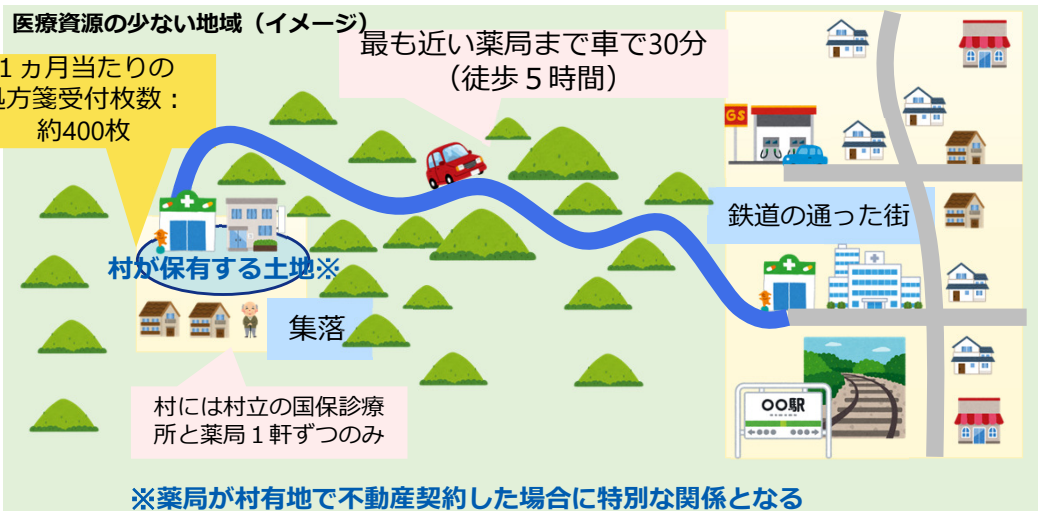 医療資源の少ない地域（イメージ）
最も近い薬局まで車で30分
（徒歩５時間）
１ヵ月当たりの
処方箋受付枚数：
約400枚
GS
鉄道の通った街
村が保有する土地※
集落
村には村立の国保診療
所と薬局１軒ずつのみ
〇〇駅
※薬局が村有地で不動産契約した場合に特別な関係となる